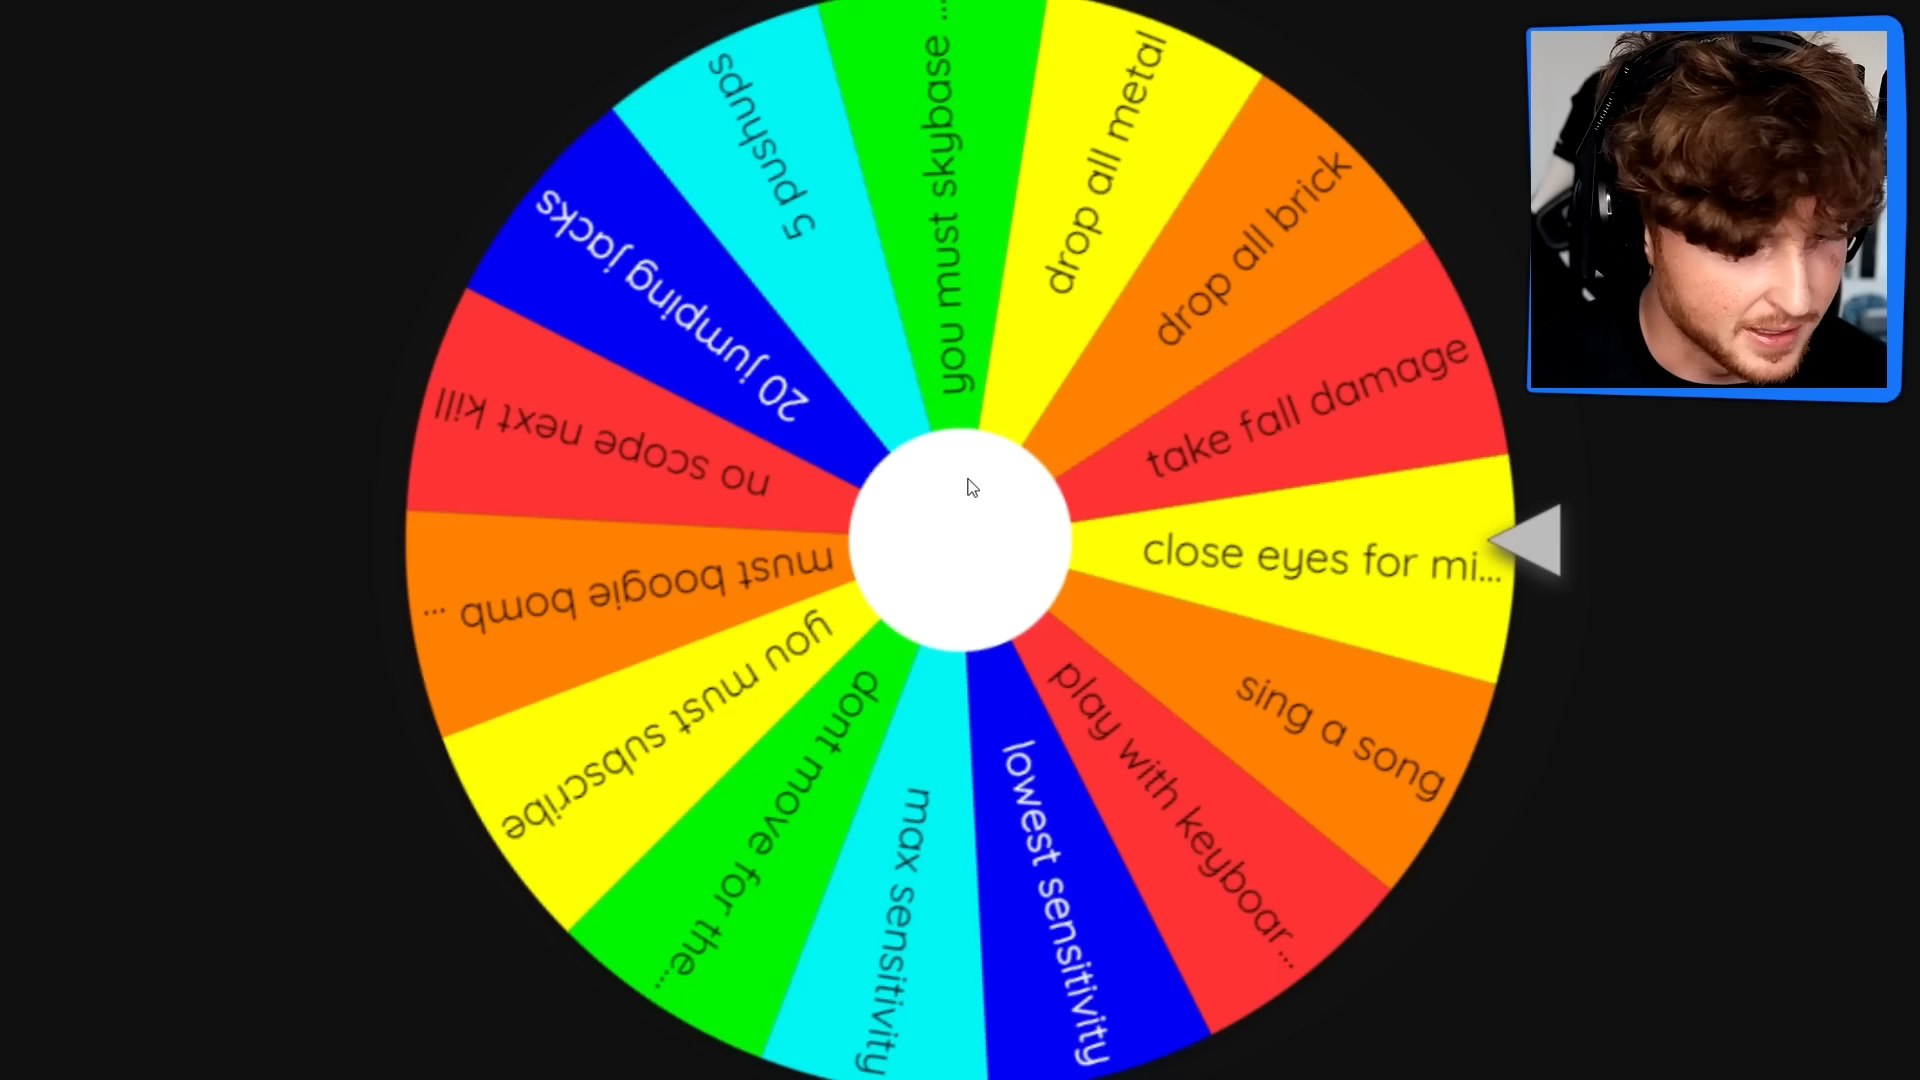 you must skybase ...
drop all metal
drop all brick
take fall damage
close eyes for mi...
sing a song
play with keyboar...
lowest sensitivity
max sensitivity
dont move for the...
you must subscribe
must boogie bomb ...
no scope next kill
20 jumping jacks
5 pushups